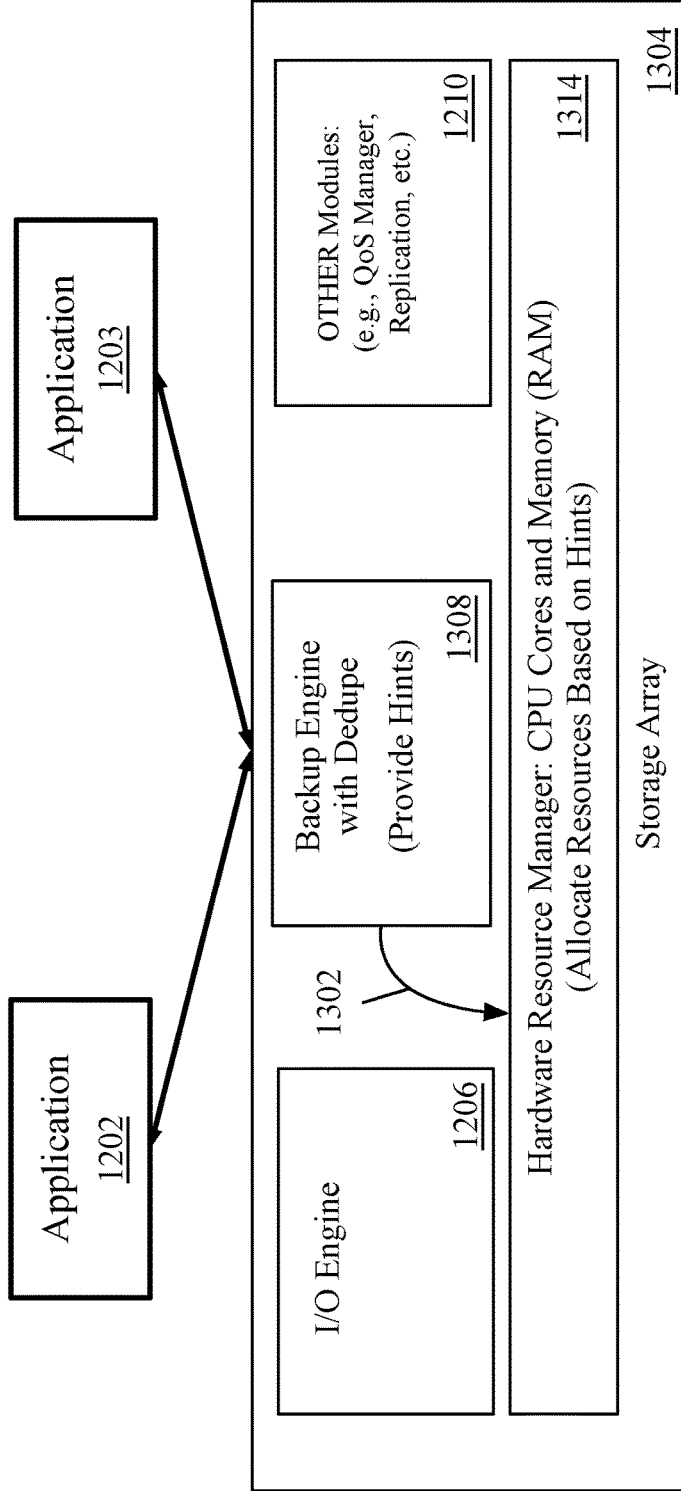 Application
1202
Application
1203
I/O Engine
1206
1302
Backup Engine
with Dedupe
(Provide Hints)
1308
OTHER Modules:
(e.g., QoS Manager,
Replication, etc.)
1210
Hardware Resource Manager: CPU Cores and Memory (RAM)
(Allocate Resources Based on Hints)
1314
Storage Array
1304